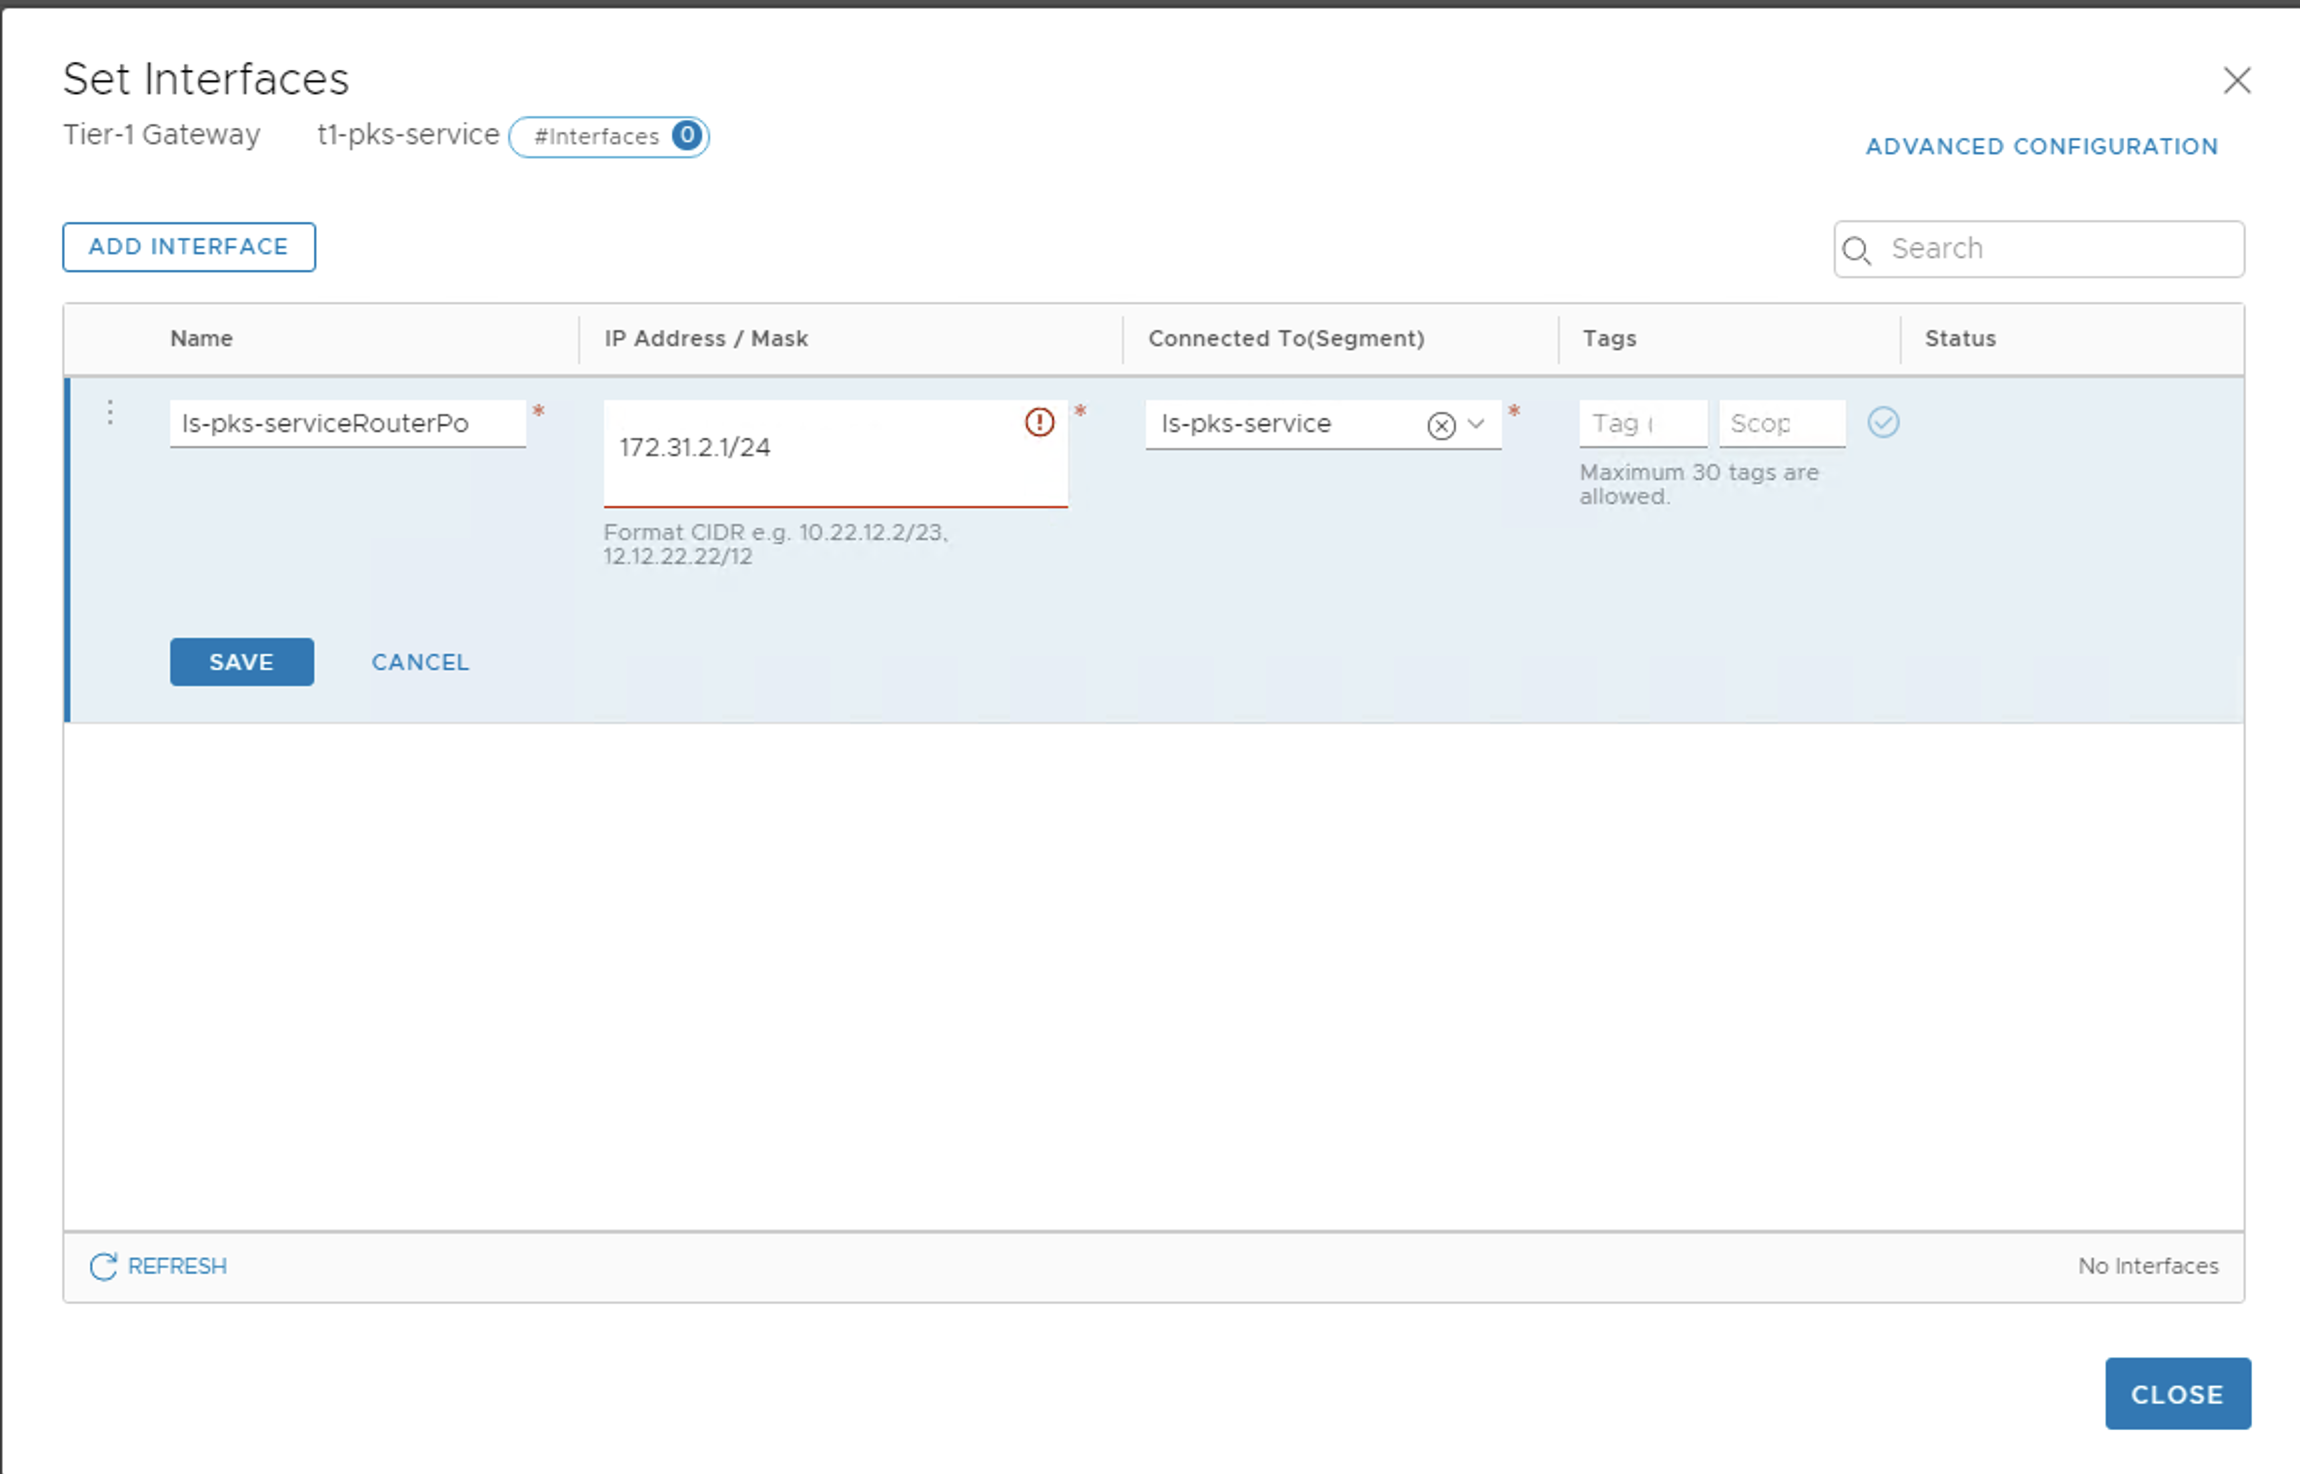 Set Interfaces
Tier-1 Gateway t1-pks-service #Interfaces 0
ADVANCED CONFIGURATION
ADD INTERFACE
Search
Name IP Address / Mask Connected To(Segment) Tags Status
ls-pks-serviceRouterPo * 172.31.2.1/24 * ls-pks-service * Tag ( Scop
Format CIDR e.g. 10.22.12.2/23,
12.12.22.22/12
Maximum 30 tags are
allowed.
SAVE CANCEL
REFRESH No Interfaces
CLOSE